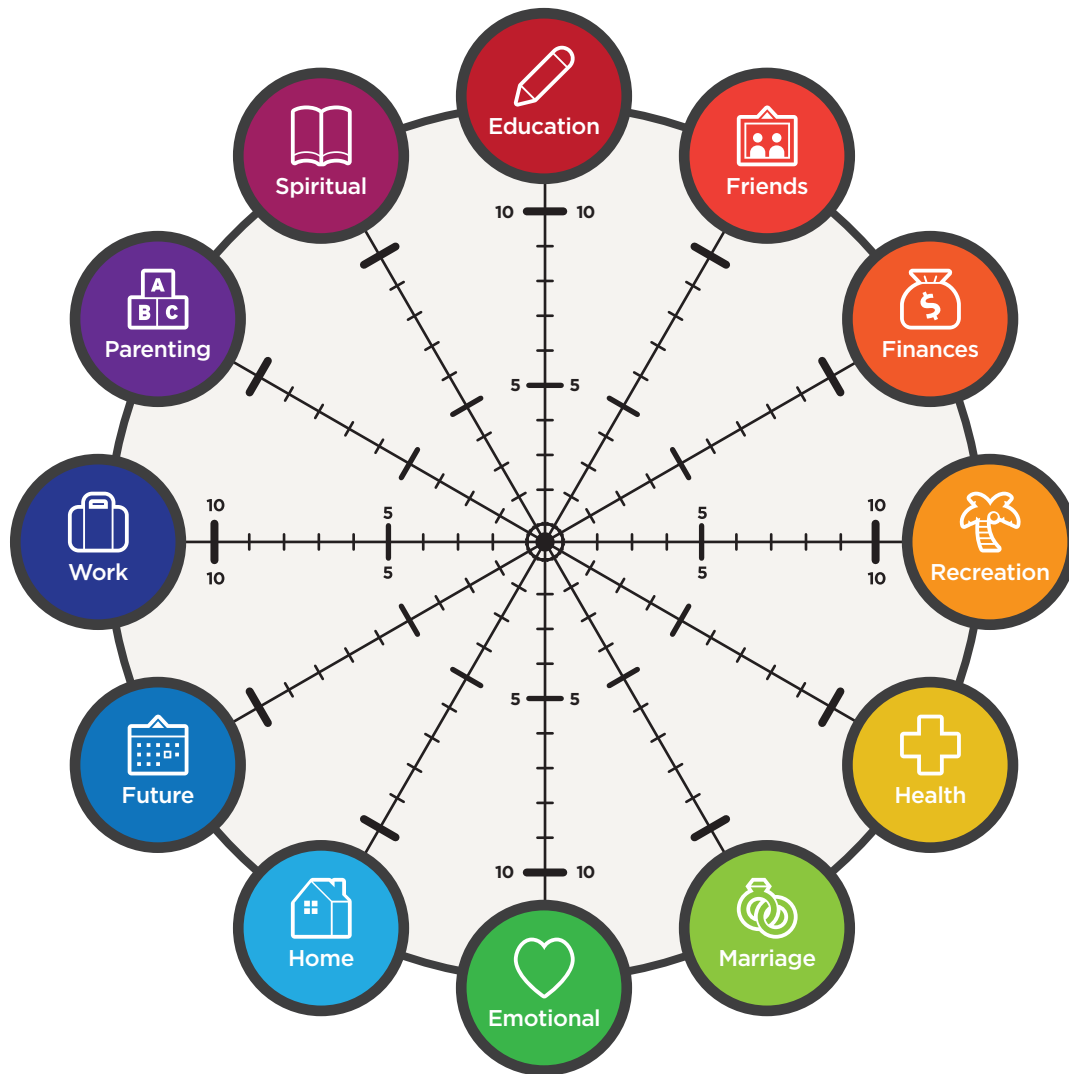 Education
Spiritual
Friends
10 10
A
B C
Parenting
$
Finances
5 5
10 5 5 10
Work
Recreation
10 5 5 10
5 5
Future
Health
10 10
Home
Marriage
Emotional